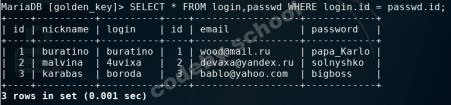 MariaDB [golden_key]> SELECT * FROM login,passwd WHERE login.id = passwd.id;
+----+----------+----------+----+------------------+------------+
| id | nickname | login | id | email | password |
+----+----------+----------+----+------------------+------------+
| 1 | buratino | buratino | 1 | wood@mail.ru | papa_Karlo |
| 2 | malvina | 4uvixa | 2 | devaxa@yandex.ru | solnyshko |
| 3 | karabas | boroda | 3 | bablo@yahoo.com | bigboss |
+----+----------+----------+----+------------------+------------+
3 rows in set (0.001 sec)